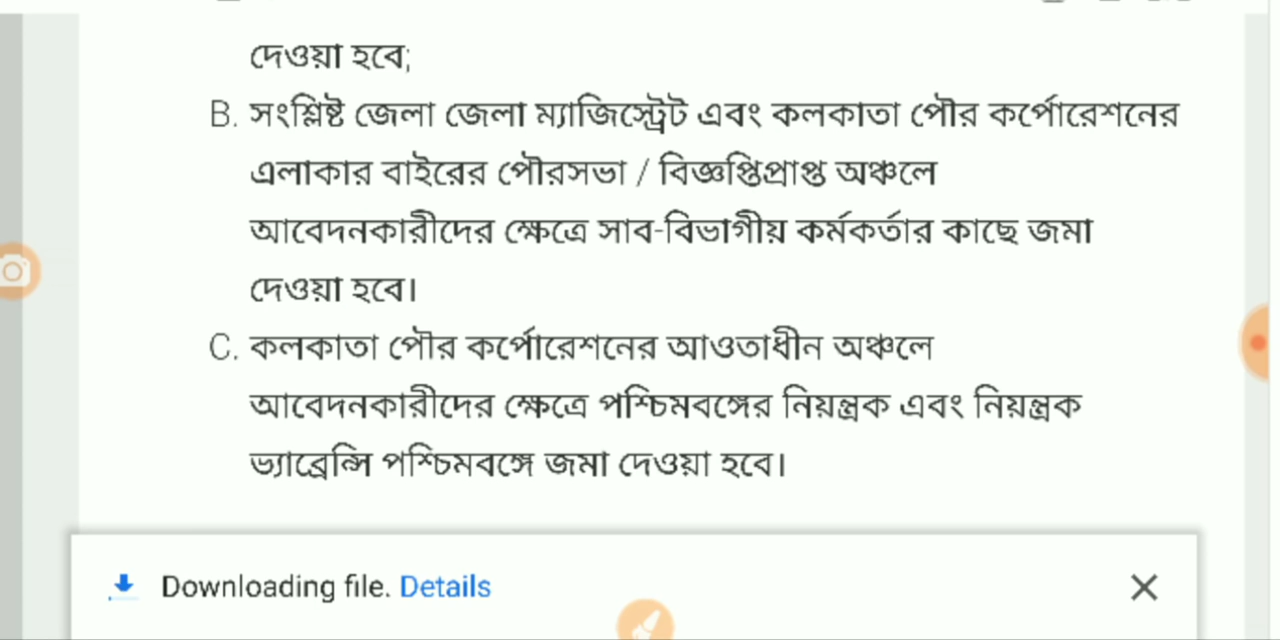 দেওয়া হবে;
B. সংশ্লিষ্ট জেলা জেলা ম্যাজিস্ট্রেট এবং কলকাতা পৌর কর্পোরেশনের
এলাকার বাইরের পৌরসভা / বিজ্ঞপ্তিপ্রাপ্ত অঞ্চলে
আবেদনকারীদের ক্ষেত্রে সাব-বিভাগীয় কর্মকর্তার কাছে জমা
দেওয়া হবে।
C. কলকাতা পৌর কর্পোরেশনের আওতাধীন অঞ্চলে
আবেদনকারীদের ক্ষেত্রে পশ্চিমবঙ্গের নিয়ন্ত্রক এবং নিয়ন্ত্রক
ভ্যাব্রেন্সি পশ্চিমবঙ্গে জমা দেওয়া হবে।
Downloading file. Details